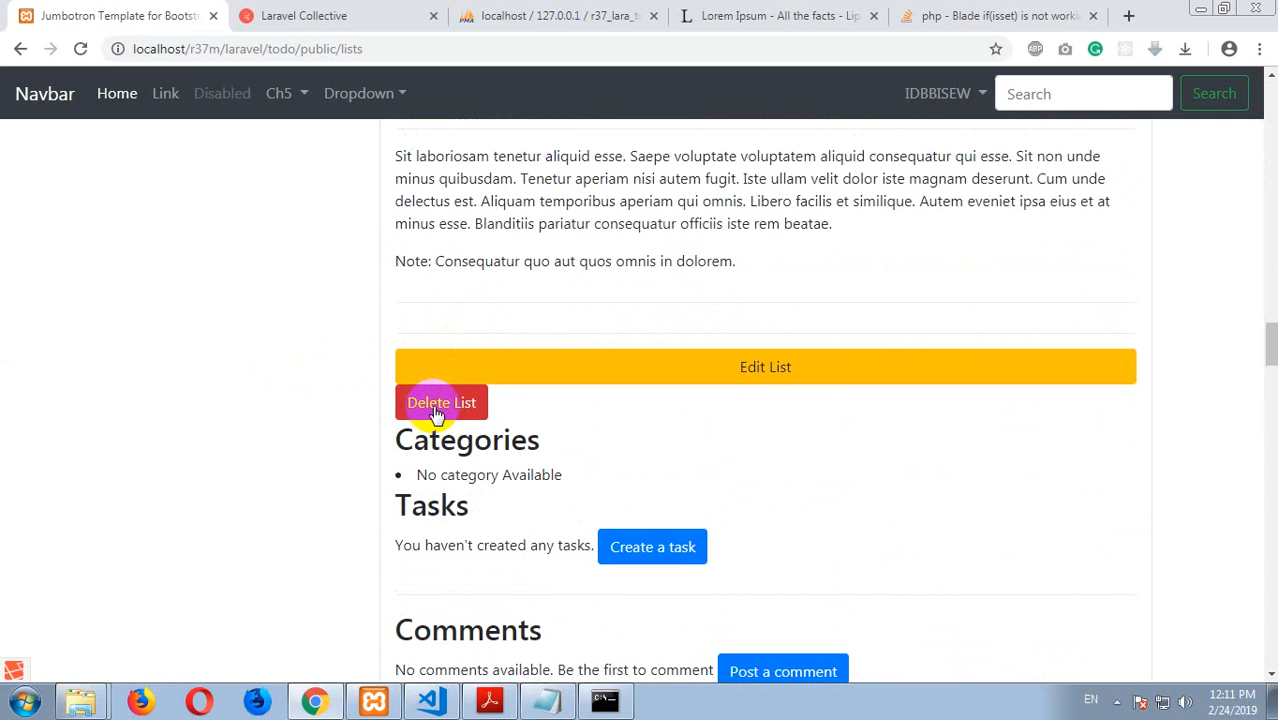 Jumbotron Template for Bootst
Laravel Collective
localhost / 127.0.0.1 / r37_lara_to
Lorem Ipsum - All the facts - Lip
php - Blade if(isset) is not worki
localhost/r37m/laravel/todo/public/lists
ABP
Navbar
Home
Link
Disabled
Ch5
Dropdown
IDBBISEW
Search
Search
Sit laboriosam tenetur aliquid esse. Saepe voluptate voluptatem aliquid consequatur qui esse. Sit non unde
minus quibusdam. Tenetur aperiam nisi autem fugit. Iste ullam velit dolor iste magnam deserunt. Cum unde
delectus est. Aliquam temporibus aperiam qui omnis. Libero facilis et similique. Autem eveniet ipsa eius et at
minus esse. Blanditiis pariatur consequatur officiis iste rem beatae.
Note: Consequatur quo aut quos omnis in dolorem.
Edit List
Delete List
Categories
No category Available
Tasks
You haven't created any tasks. Create a task
Comments
No comments available. Be the first to comment Post a comment
EN
12:11 PM
2/24/2019